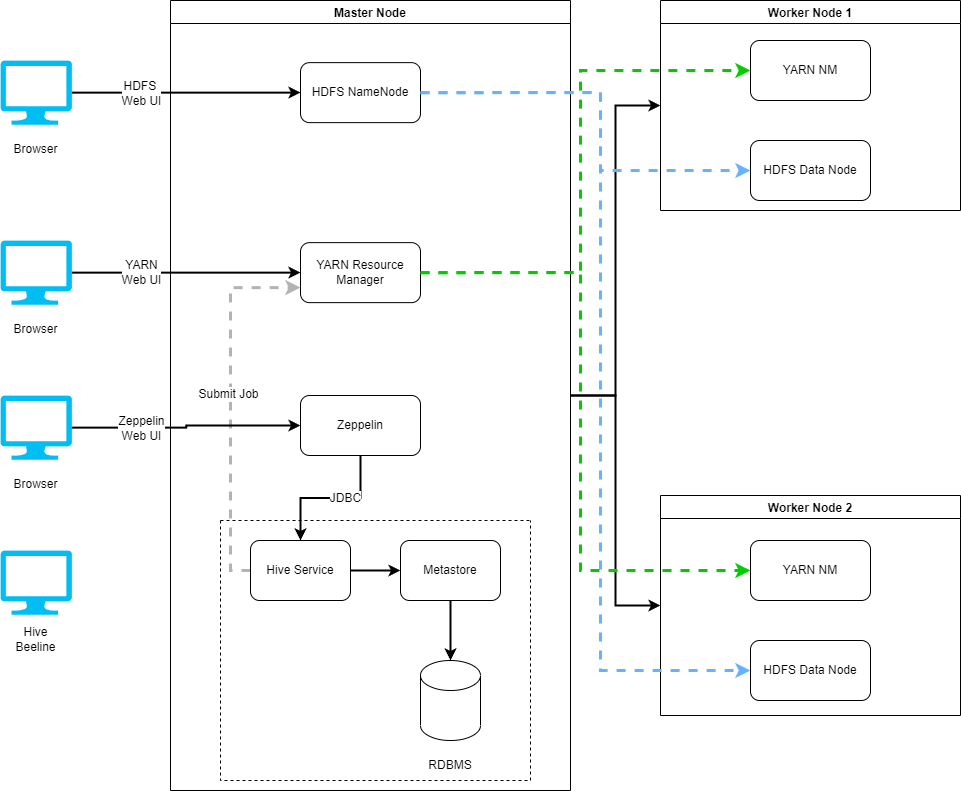 Master Node
Worker Node 1
HDFS
Web UI
HDFS NameNode
YARN NM
Browser
HDFS Data Node
YARN
Web UI
YARN Resource
Manager
Browser
Submit Job
Zeppelin
Web UI
Zeppelin
Browser
JDBC
Worker Node 2
Hive Service
Metastore
YARN NM
Hive
Beeline
HDFS Data Node
RDBMS